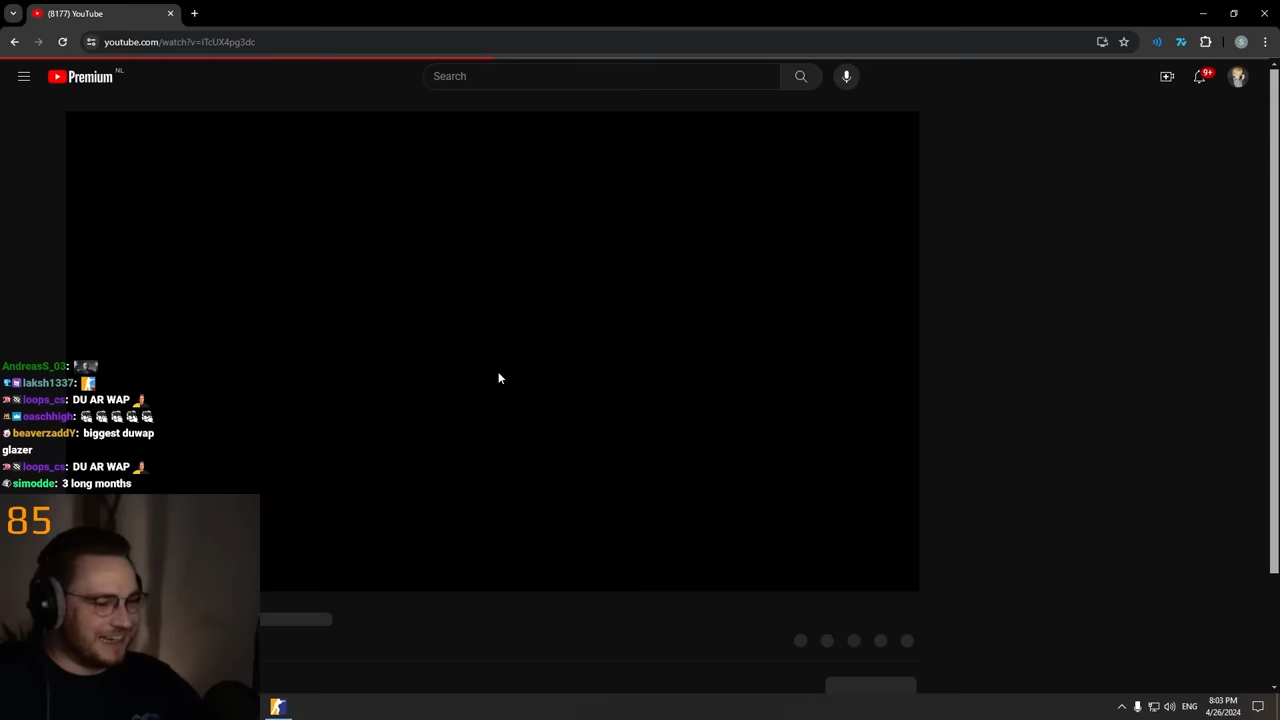 (8177) YouTube
youtube.com/watch?v=ITcUX4pg3dc
Premium NL
Search
9+
S
AndreasS_03:
laksh1337:
loops_cs: DU AR WAP
oaschhigh:
beaverzaddY: biggest duwap
glazer
loops_cs: DU AR WAP
simodde: 3 long months
85
ENG
8:03 PM
4/26/2024